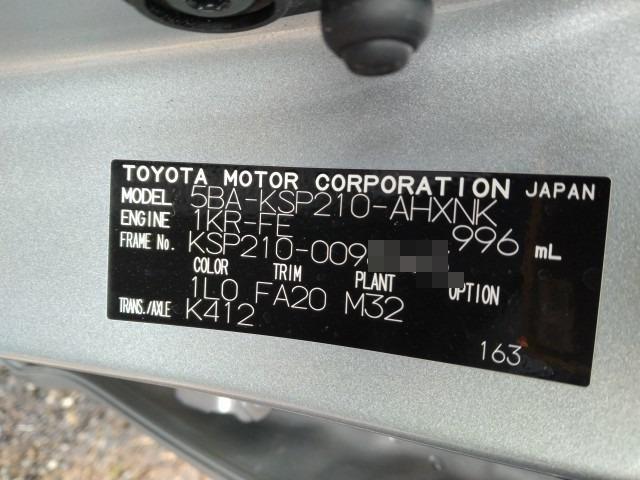 TOYOTA MOTOR CORPORATION JAPAN
MODEL 5BA-KSP210-AHXNK
ENGINE 1KR-FE 996 mL
FRAME No. KSP210-009
COLOR TRIM PLANT OPTION
1L0 FA20 M32
TRANS./AXLE K412
163